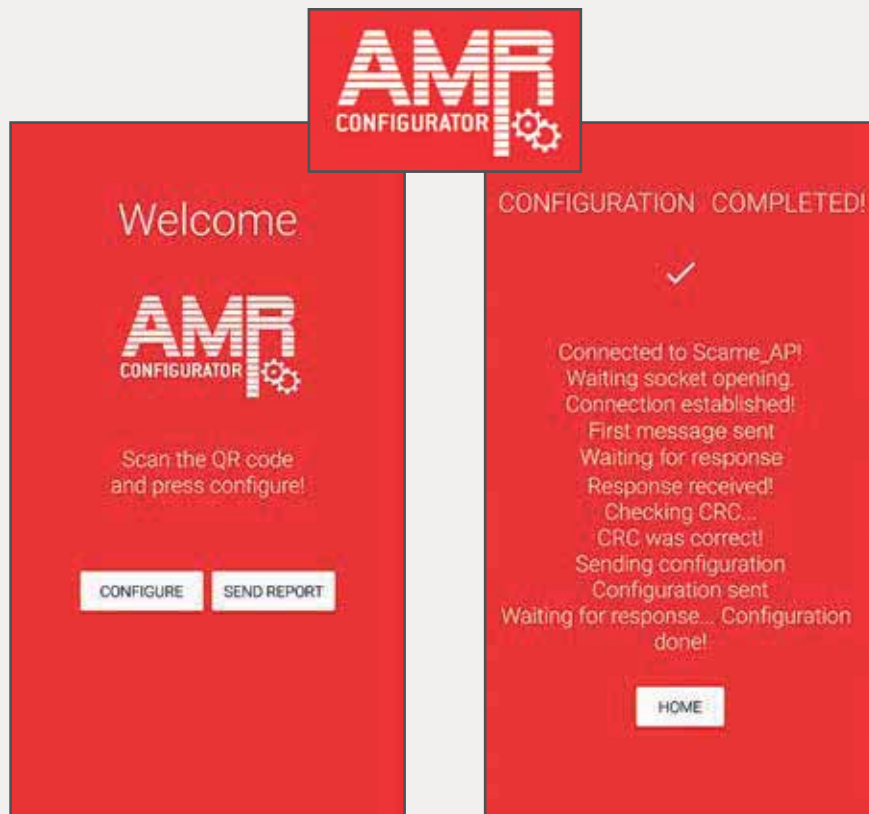 AMR
CONFIGURATOR
Welcome
AMR
CONFIGURATOR
Scan the QR code
and press configure!
CONFIGURE
SEND REPORT
CONFIGURATION COMPLETED!
Connected to Scame_AP!
Waiting socket opening.
Connection established!
First message sent
Waiting for response
Response received!
Checking CRC...
CRC was correct!
Sending configuration
Configuration sent
Waiting for response... Configuration
done!
HOME